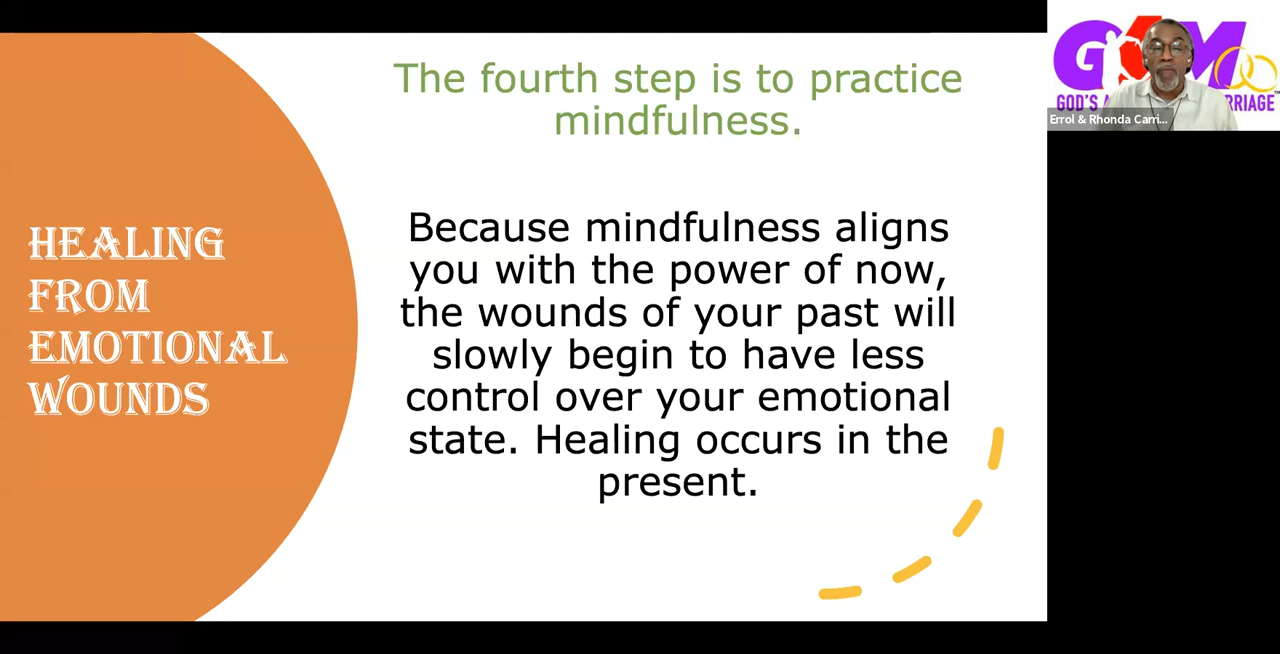 The fourth step is to practice
mindfulness.
Because mindfulness aligns
you with the power of now,
the wounds of your past will
slowly begin to have less
control over your emotional
state. Healing occurs in the
present.
HEALING
FROM
EMOTIONAL
WOUNDS
GOD'S
Errol & Rhonda Carri...